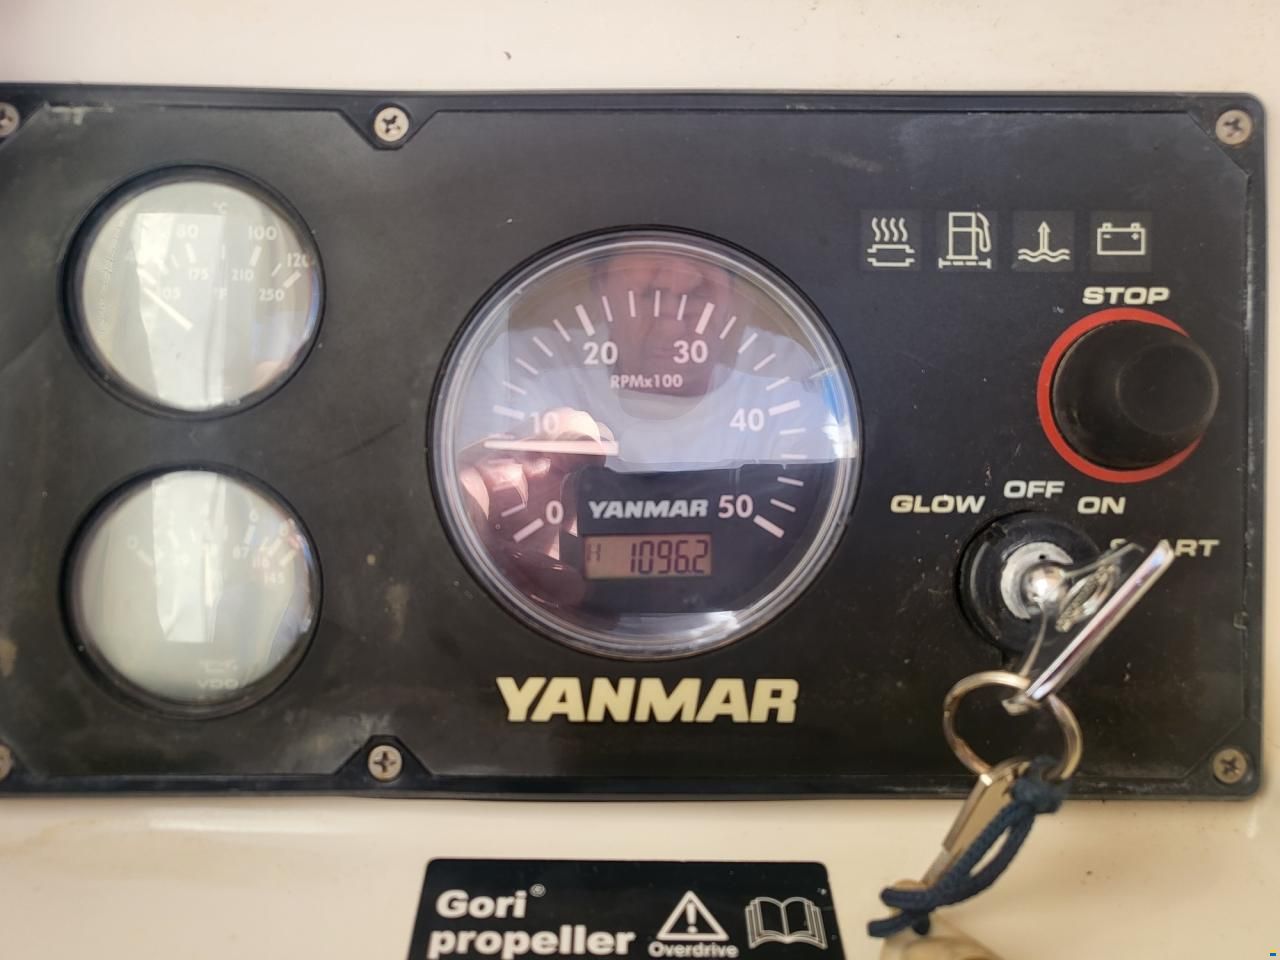 °C
80
100
120
175
210
°F
250
STOP
20
30
RPMx100
10
40
0
YANMAR
50
H 1096.2
GLOW
OFF
ON
0
87
116
145
VDO
YANMAR
Gori®
propeller
Overdrive